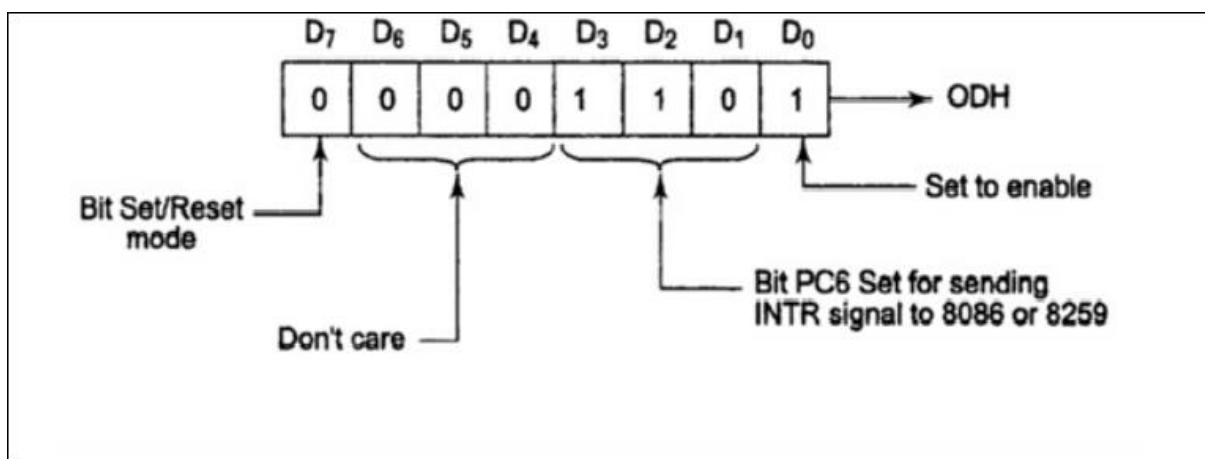 D7 D6 D5 D4 D3 D2 D1 D0
0 0 0 0 1 1 0 1 ODH
Set to enable
Bit Set/Reset
mode
Bit PC6 Set for sending
INTR signal to 8086 or 8259
Don't care